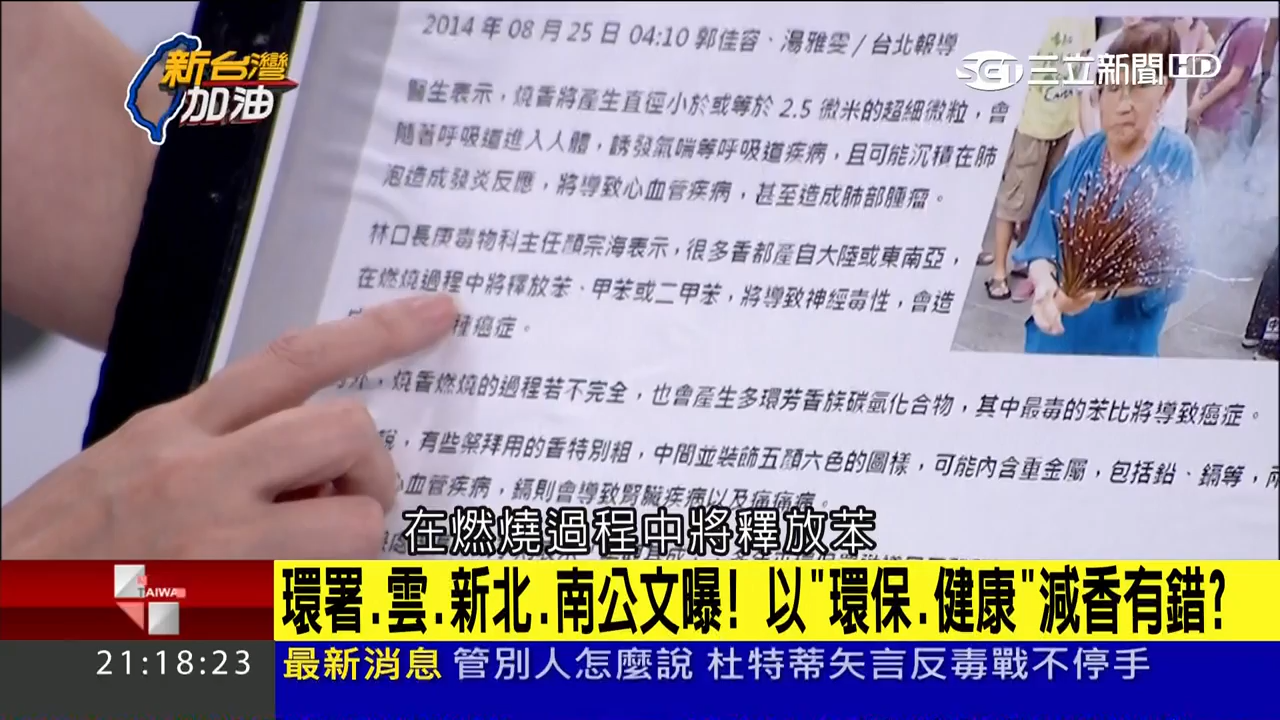 新台灣
加油
SET三立新聞HD
2014年08月25日 04:10 郭佳容、湯雅雯/台北報導
醫生表示，燒香將產生直徑小於或等於2.5微米的超細微粒，會
隨著呼吸道進入人體，誘發氣喘等呼吸道疾病，且可能沉積在肺
泡造成發炎反應，將導致心血管疾病，甚至造成肺部腫瘤。
林口長庚毒物科主任顏宗海表示，很多香都產自大陸或東南亞，
在燃燒過程中將釋放苯、甲苯或二甲苯，將導致神經毒性，會造
種癌症。
，燒香燃燒的過程若不完全，也會產生多環芳香族碳氫化合物，其中最毒的苯比將導致癌症。
，有些祭拜用的香特別粗，中間並裝飾五顏六色的圖樣，可能內含重金屬，包括鉛、鎘等，
心血管疾病，鎘則會導致腎臟疾病以及痛痛病。
在燃燒過程中將釋放苯
TAIWA
環署.雲.新北.南公文曝! 以"環保.健康"減香有錯?
21:18:23
最新消息 管別人怎麼說 杜特蒂矢言反毒戰不停手